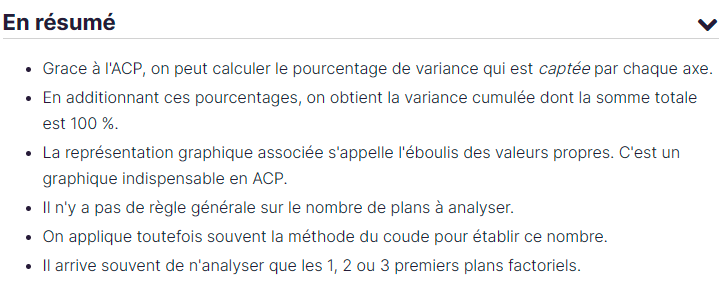 En résumé
• Grace à l'ACP, on peut calculer le pourcentage de variance qui est captée par chaque axe.
• En additionnant ces pourcentages, on obtient la variance cumulée dont la somme totale
est 100 %.
• La représentation graphique associée s'appelle l'éboulis des valeurs propres. C'est un
graphique indispensable en ACP.
• Il n'y a pas de règle générale sur le nombre de plans à analyser.
• On applique toutefois souvent la méthode du coude pour établir ce nombre.
• Il arrive souvent de n'analyser que les 1, 2 ou 3 premiers plans factoriels.